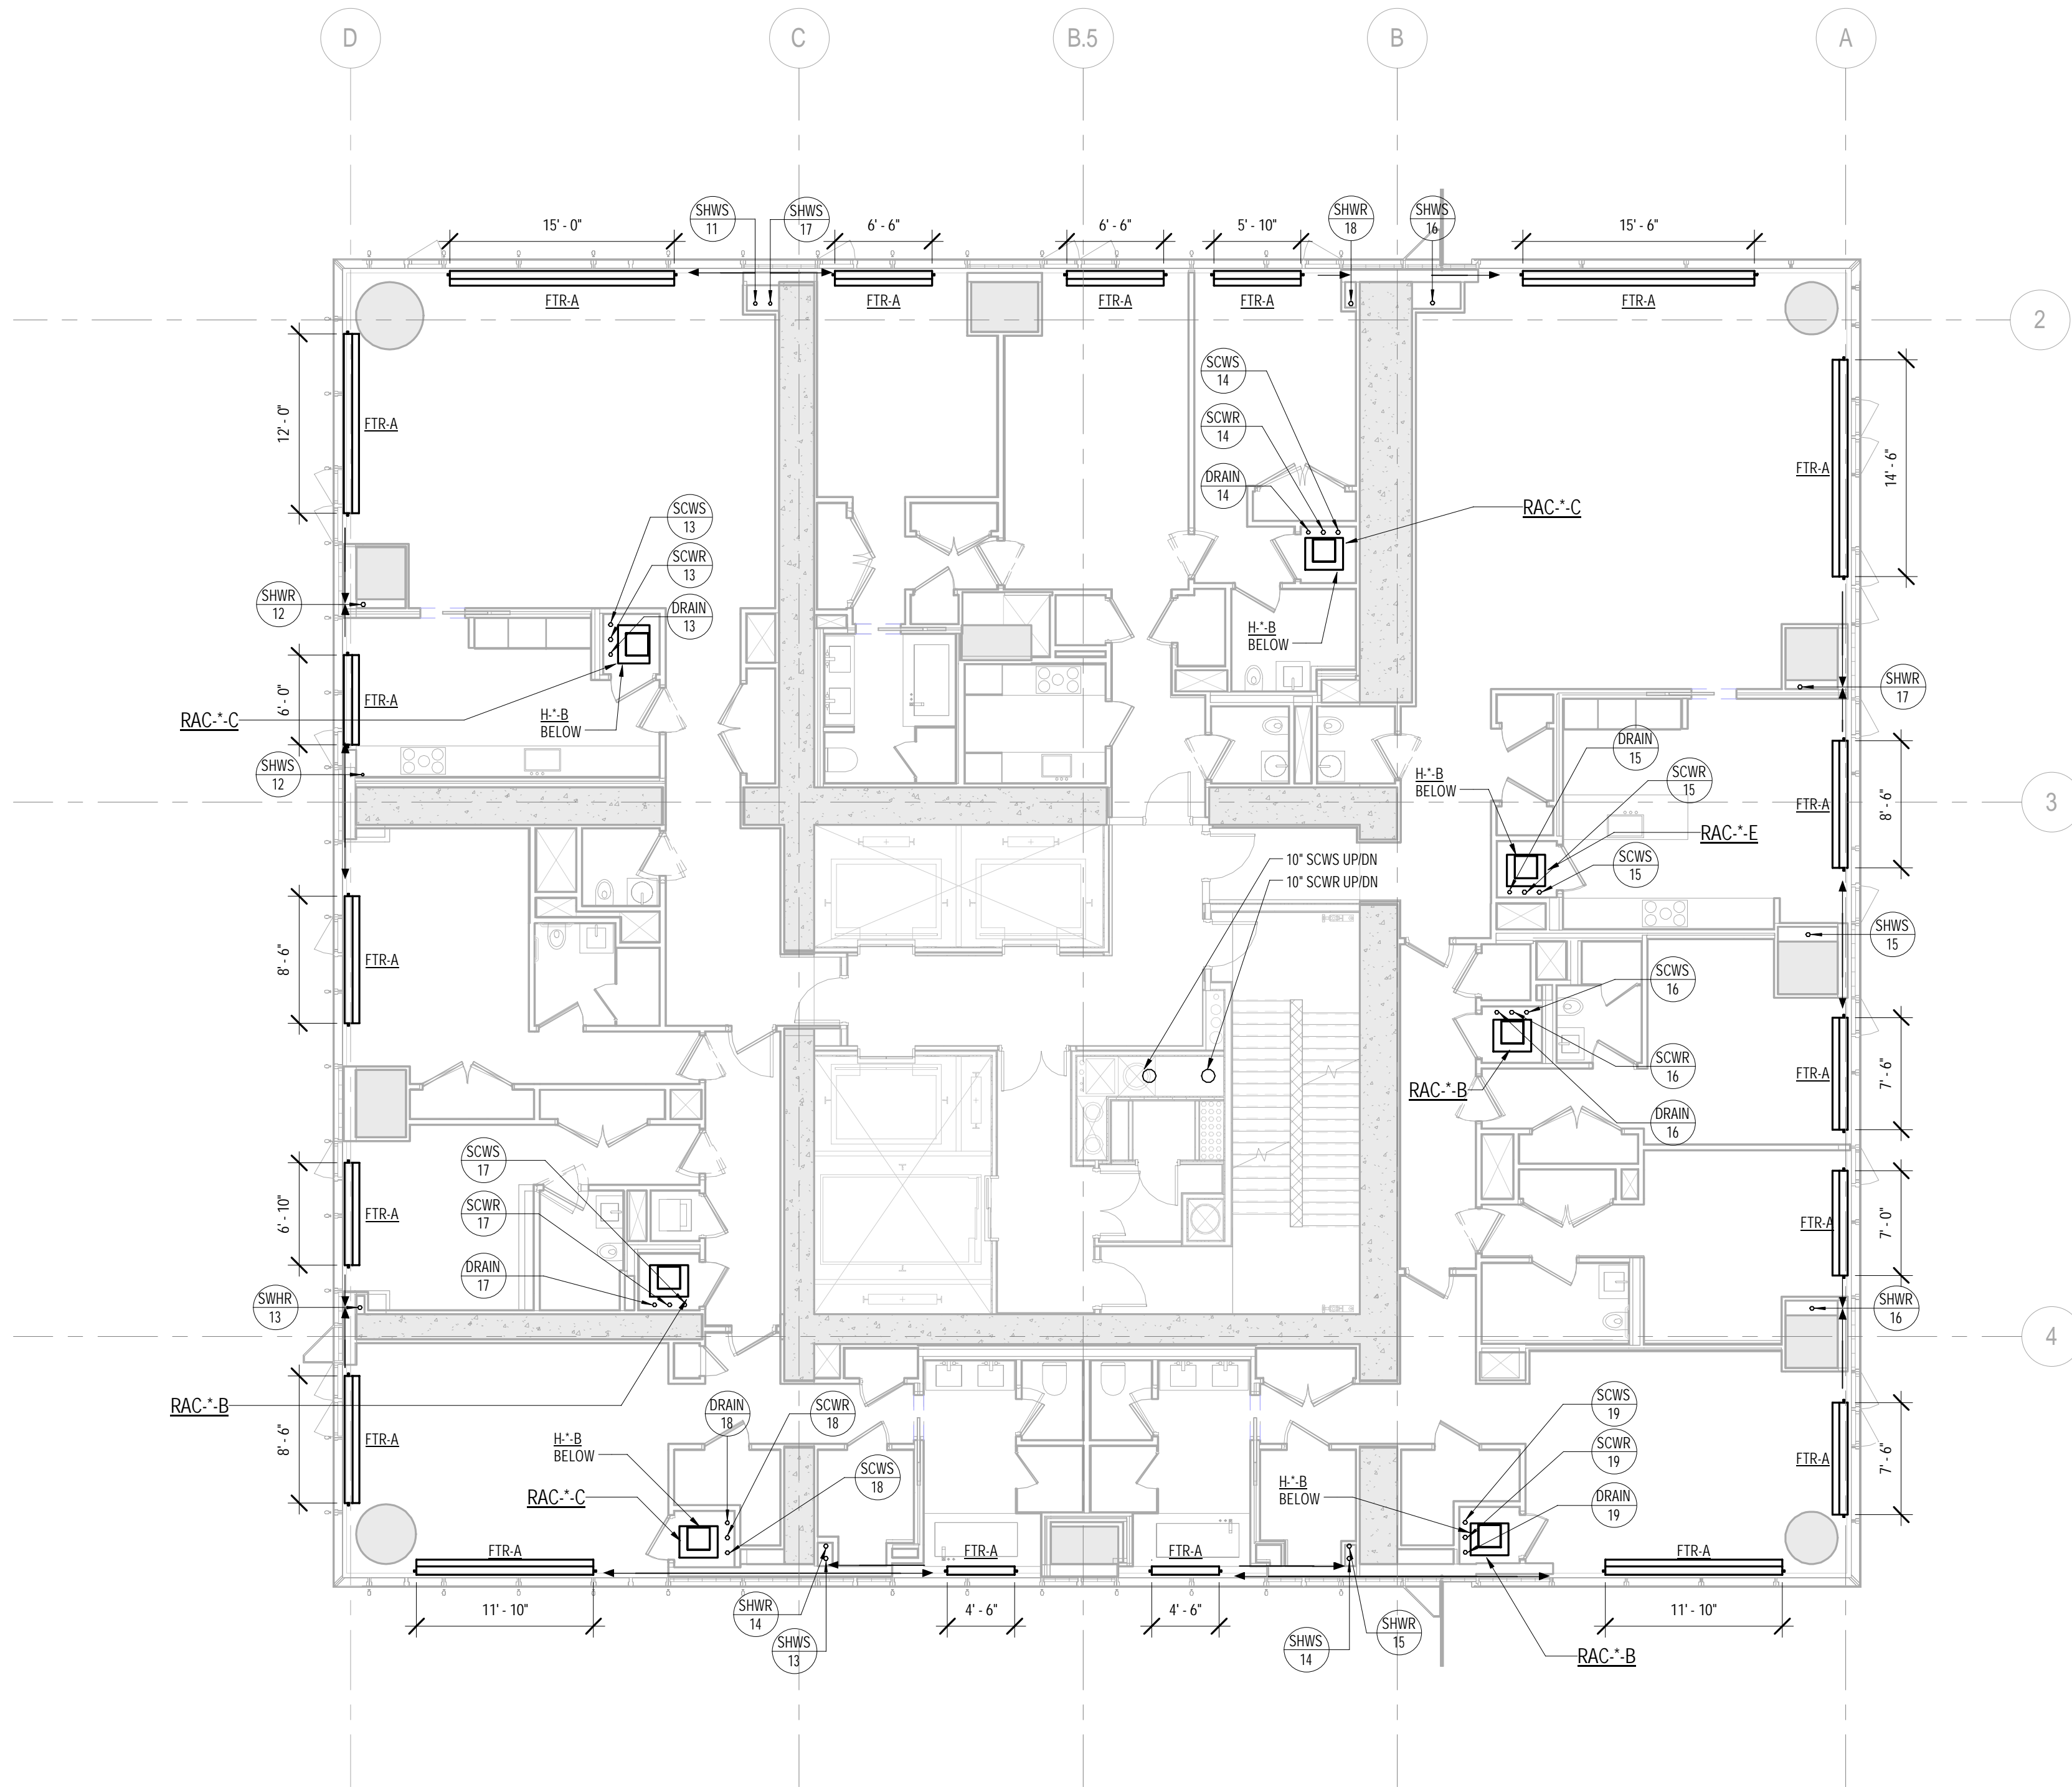 D
C
B.5
B
A
SHWS
11
SHWS
17
SHWR
18
SHWS
16
15' - 0"
6' - 6"
6' - 6"
5' - 10"
15' - 6"
FTR-A
FTR-A
FTR-A
FTR-A
FTR-A
2
12' - 0"
FTR-A
SCWS
14
SCWR
14
DRAIN
14
FTR-A
14' - 6"
RAC-*-C
SCWS
13
SCWR
13
DRAIN
13
SHWR
12
H-*-B
BELOW
6' - 0"
FTR-A
RAC-*-C
H-*-B
BELOW
SHWR
17
SHWS
12
DRAIN
15
H-*-B
BELOW
SCWR
15
FTR-A
8' - 6"
3
RAC-*-E
SCWS
15
10" SCWS UP/DN
10" SCWR UP/DN
SHWS
15
8' - 6"
FTR-A
SCWS
16
SCWR
16
RAC-*-B
DRAIN
16
FTR-A
7' - 6"
SCWS
17
SCWR
17
DRAIN
17
6' - 10"
FTR-A
FTR-A
7' - 0"
SWHR
13
SHWR
16
4
RAC-*-B
DRAIN
18
SCWR
18
SCWS
18
8' - 6"
FTR-A
H-*-B
BELOW
RAC-*-C
SCWS
19
SCWR
19
DRAIN
19
H-*-B
BELOW
FTR-A
7' - 6"
FTR-A
FTR-A
FTR-A
FTR-A
11' - 10"
SHWR
14
SHWS
13
4' - 6"
4' - 6"
SHWS
14
SHWR
15
11' - 10"
RAC-*-B